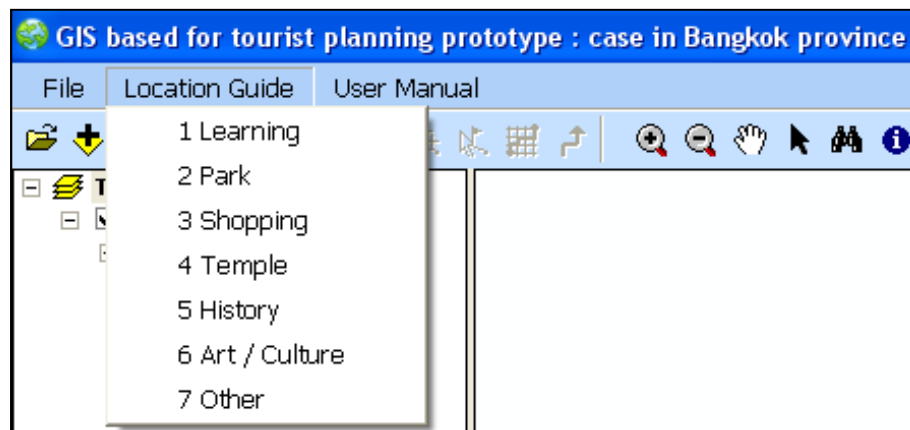 GIS based for tourist planning prototype : case in Bangkok province
File Location Guide User Manual
1 Learning
2 Park
3 Shopping
4 Temple
5 History
6 Art / Culture
7 Other